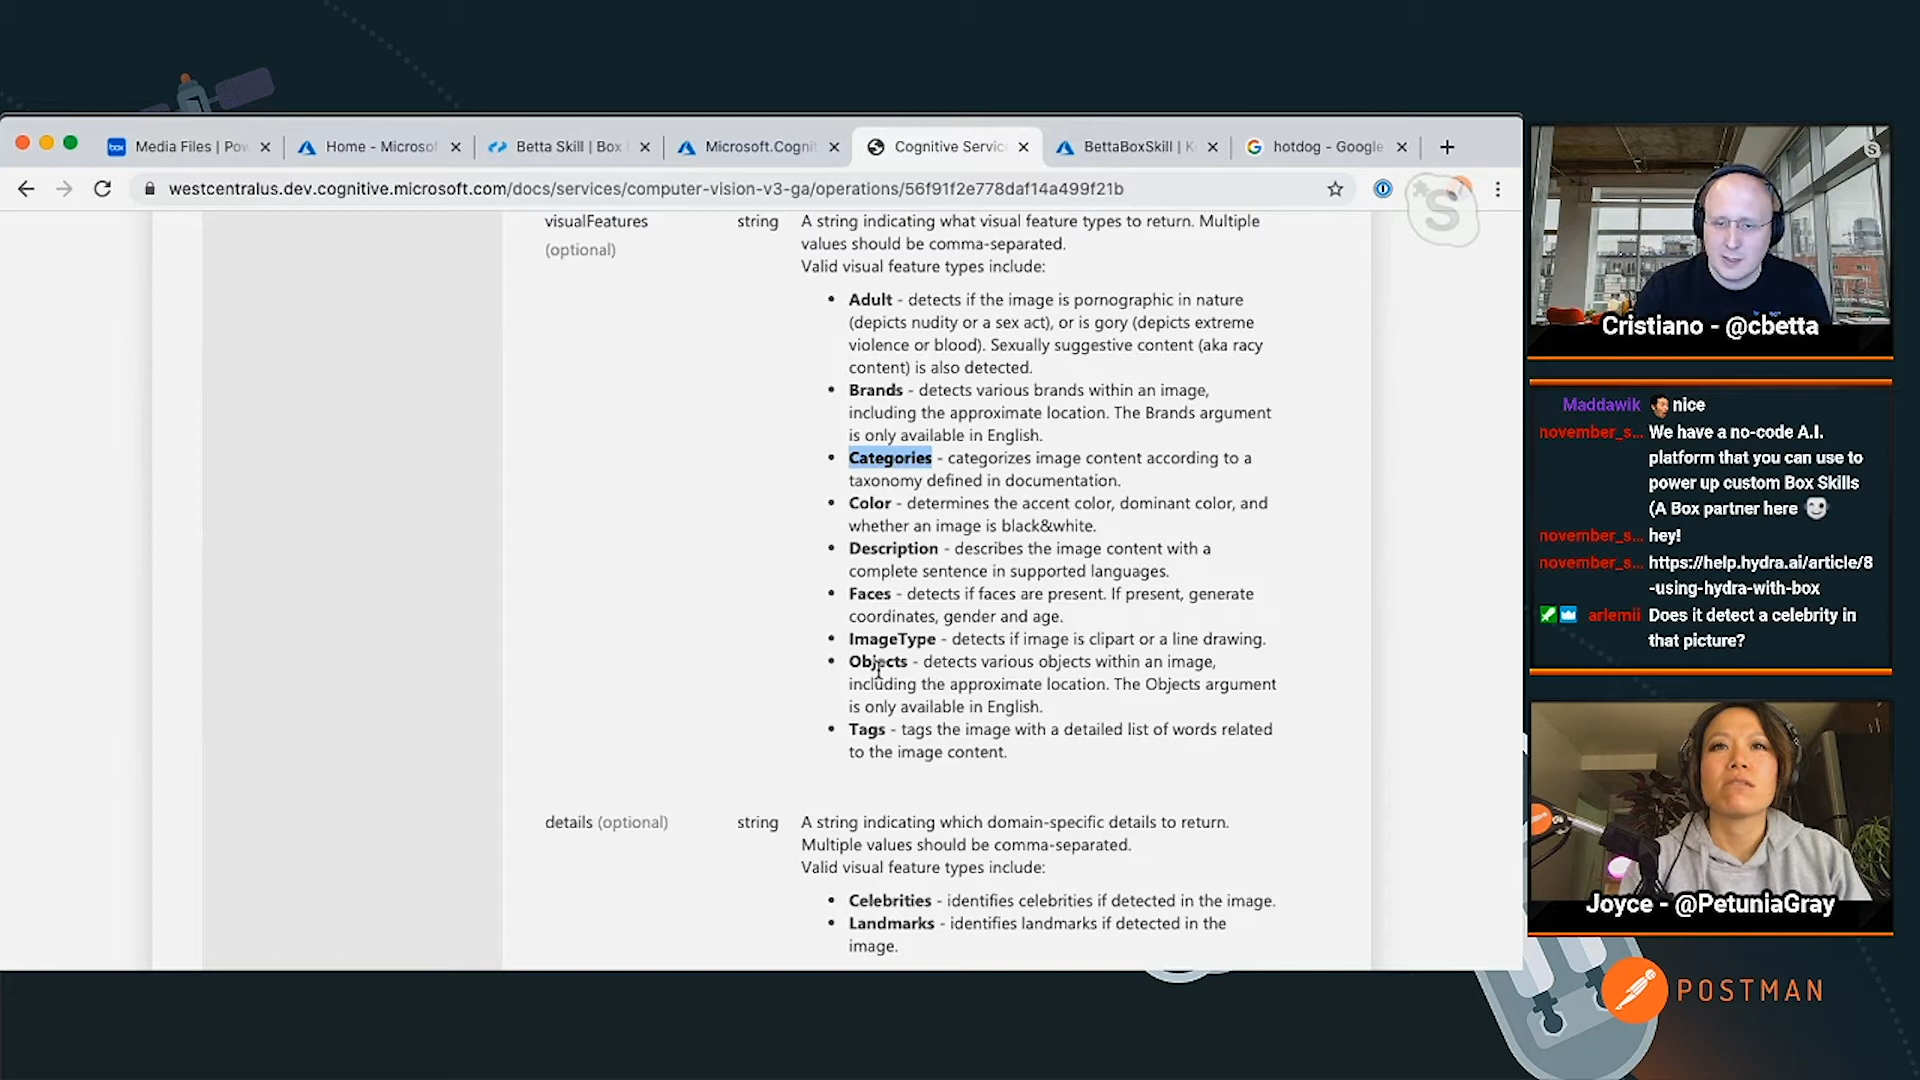 Media Files | Pow
Home - Microsof
Betta Skill | Box
Microsoft.Cognit
Cognitive Servic
BettaBoxSkill | K
hotdog - Google
westcentralus.dev.cognitive.microsoft.com/docs/services/computer-vision-v3-ga/operations/56f91f2e778daf14a499f21b
visualFeatures
(optional)
string
A string indicating what visual feature types to return. Multiple
values should be comma-separated.
Valid visual feature types include:
• Adult - detects if the image is pornographic in nature
(depicts nudity or a sex act), or is gory (depicts extreme
violence or blood). Sexually suggestive content (aka racy
content) is also detected.
• Brands - detects various brands within an image,
including the approximate location. The Brands argument
is only available in English.
• Categories - categorizes image content according to a
taxonomy defined in documentation.
• Color - determines the accent color, dominant color, and
whether an image is black&white.
• Description - describes the image content with a
complete sentence in supported languages.
• Faces - detects if faces are present. If present, generate
coordinates, gender and age.
• ImageType - detects if image is clipart or a line drawing.
• Objects - detects various objects within an image,
including the approximate location. The Objects argument
is only available in English.
• Tags - tags the image with a detailed list of words related
to the image content.
details (optional)
string
A string indicating which domain-specific details to return.
Multiple values should be comma-separated.
Valid visual feature types include:
• Celebrities - identifies celebrities if detected in the image.
• Landmarks - identifies landmarks if detected in the
image.
Cristiano - @cbetta
Maddawik nice
november_s... We have a no-code A.I.
platform that you can use to
power up custom Box Skills
(A Box partner here
november_s... hey!
november_s... https://help.hydra.ai/article/8
-using-hydra-with-box
arlemii Does it detect a celebrity in
that picture?
Joyce - @PetuniaGray
POSTMAN